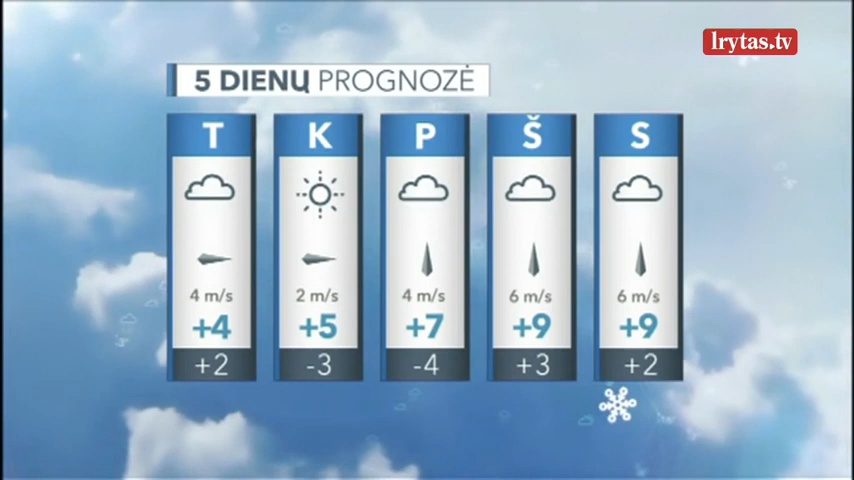 lrytas.tv
5 DIENŲ PROGNOZĖ
T K P Š S
4 m/s 2 m/s 4 m/s 6 m/s 6 m/s
+4 +5 +7 +9 +9
+2 -3 -4 +3 +2